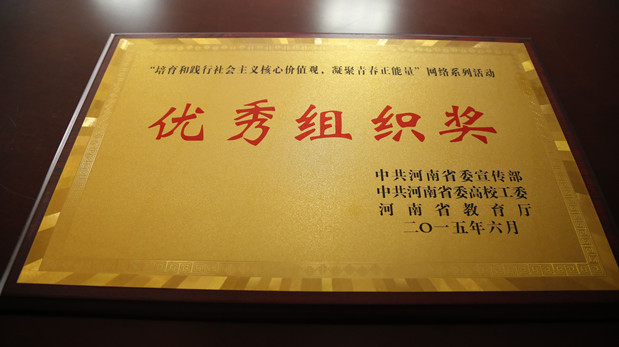 “培育和践行社会主义核心价值观，凝聚青春正能量”网络系列活动
优秀组织奖
中共河南省委宣传部
中共河南省委高校工委
河南省教育厅
二〇一五年六月